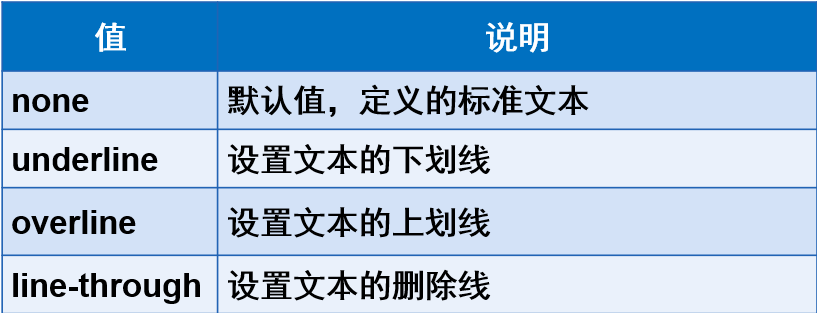 值 说明
none 默认值，定义的标准文本
underline 设置文本的下划线
overline 设置文本的上划线
line-through 设置文本的删除线